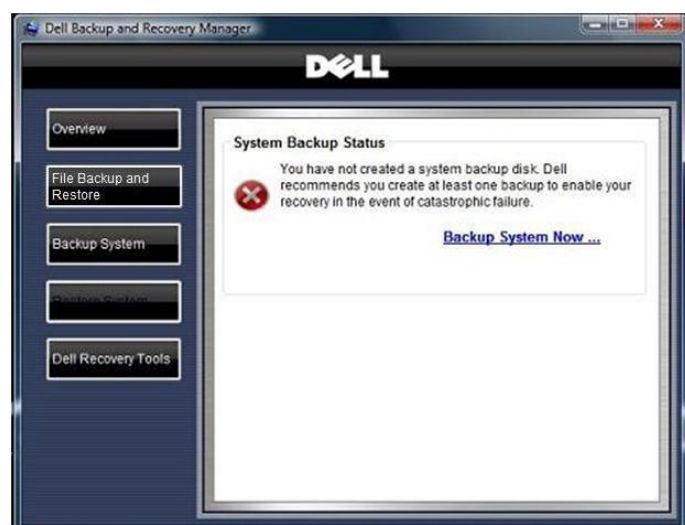 Dell Backup and Recovery Manager
DELL
Overview
File Backup and
Restore
Backup System
Restore System
Dell Recovery Tools
System Backup Status
You have not created a system backup disk. Dell
recommends you create at least one backup to enable your
recovery in the event of catastrophic failure.
Backup System Now ...